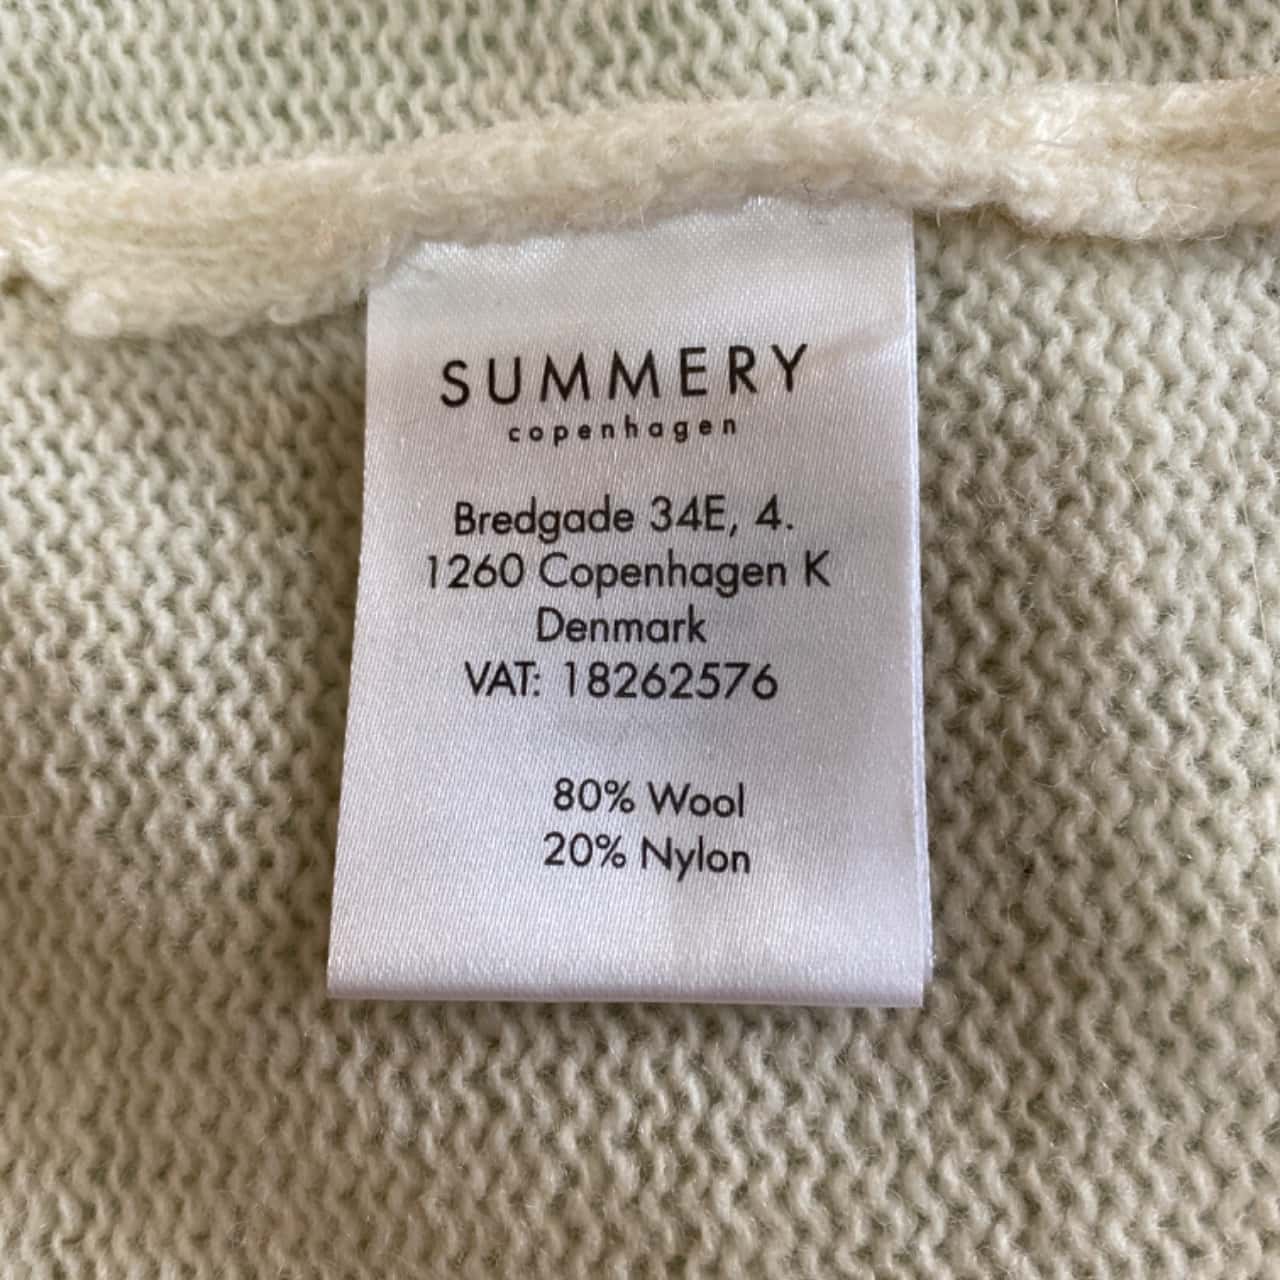 SUMMERY
copenhagen
Bredgade 34E, 4.
1260 Copenhagen K
Denmark
VAT: 18262576
80% Wool
20% Nylon